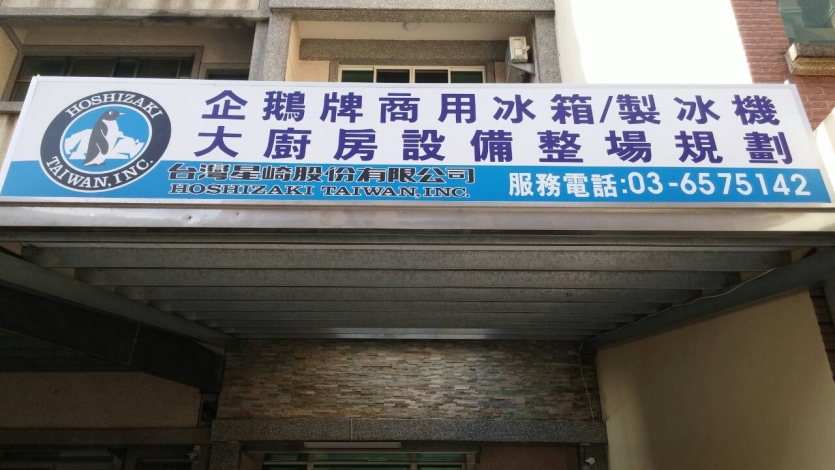 HOSHIZAKI
TAIWAN, INC.
企鵝牌商用冰箱/製冰機
大廚房設備整場規劃
台灣星崎股份有限公司
HOSHIZAKI TAIWAN, INC.
服務電話:03-6575142